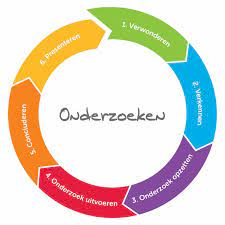 Onderzoeken
1. Verwonderen
2. Verkennen
3. Onderzoek opzetten
4. Onderzoek uitvoeren
5. Concluderen
6. Presenteren